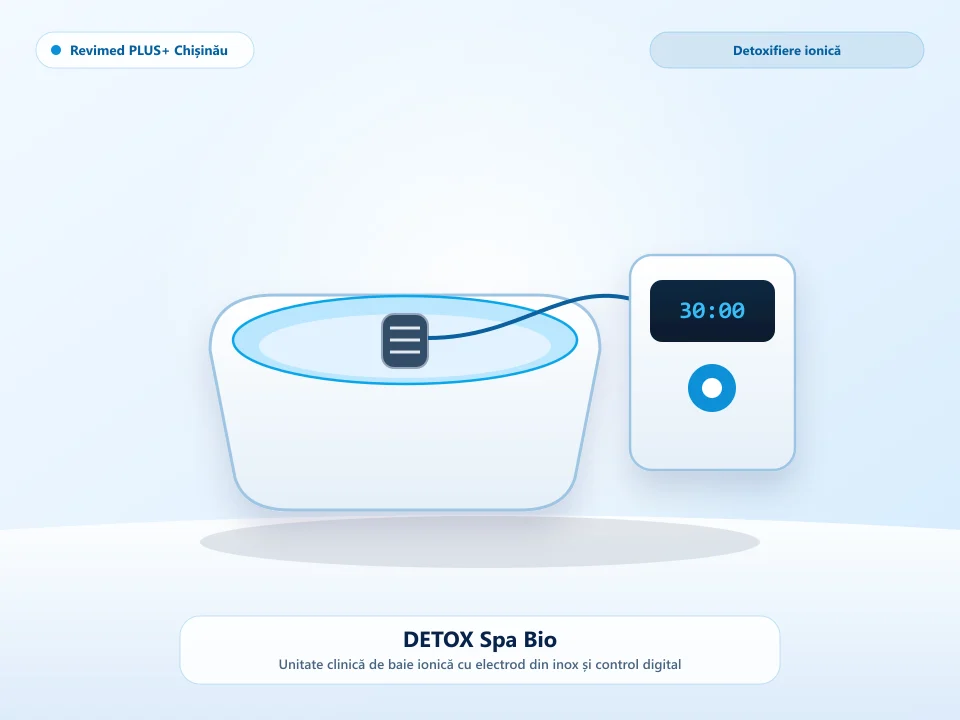 Revimed PLUS+ Chișinău
Detoxifiere ionică
30:00
DETOX Spa Bio
Unitate clinică de baie ionică cu electrod din inox și control digital